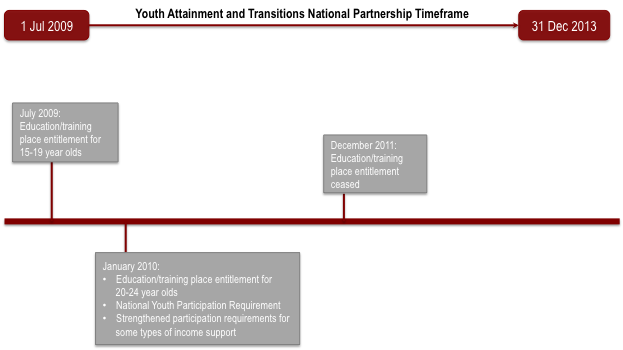 Youth Attainment and Transitions National Partnership Timeframe
1 Jul 2009
31 Dec 2013
July 2009:
Education/training
place entitlement for
15-19 year olds
December 2011:
Education/training
place entitlement
ceased
January 2010:
• Education/training place entitlement for
20-24 year olds
• National Youth Participation Requirement
• Strengthened participation requirements for
some types of income support